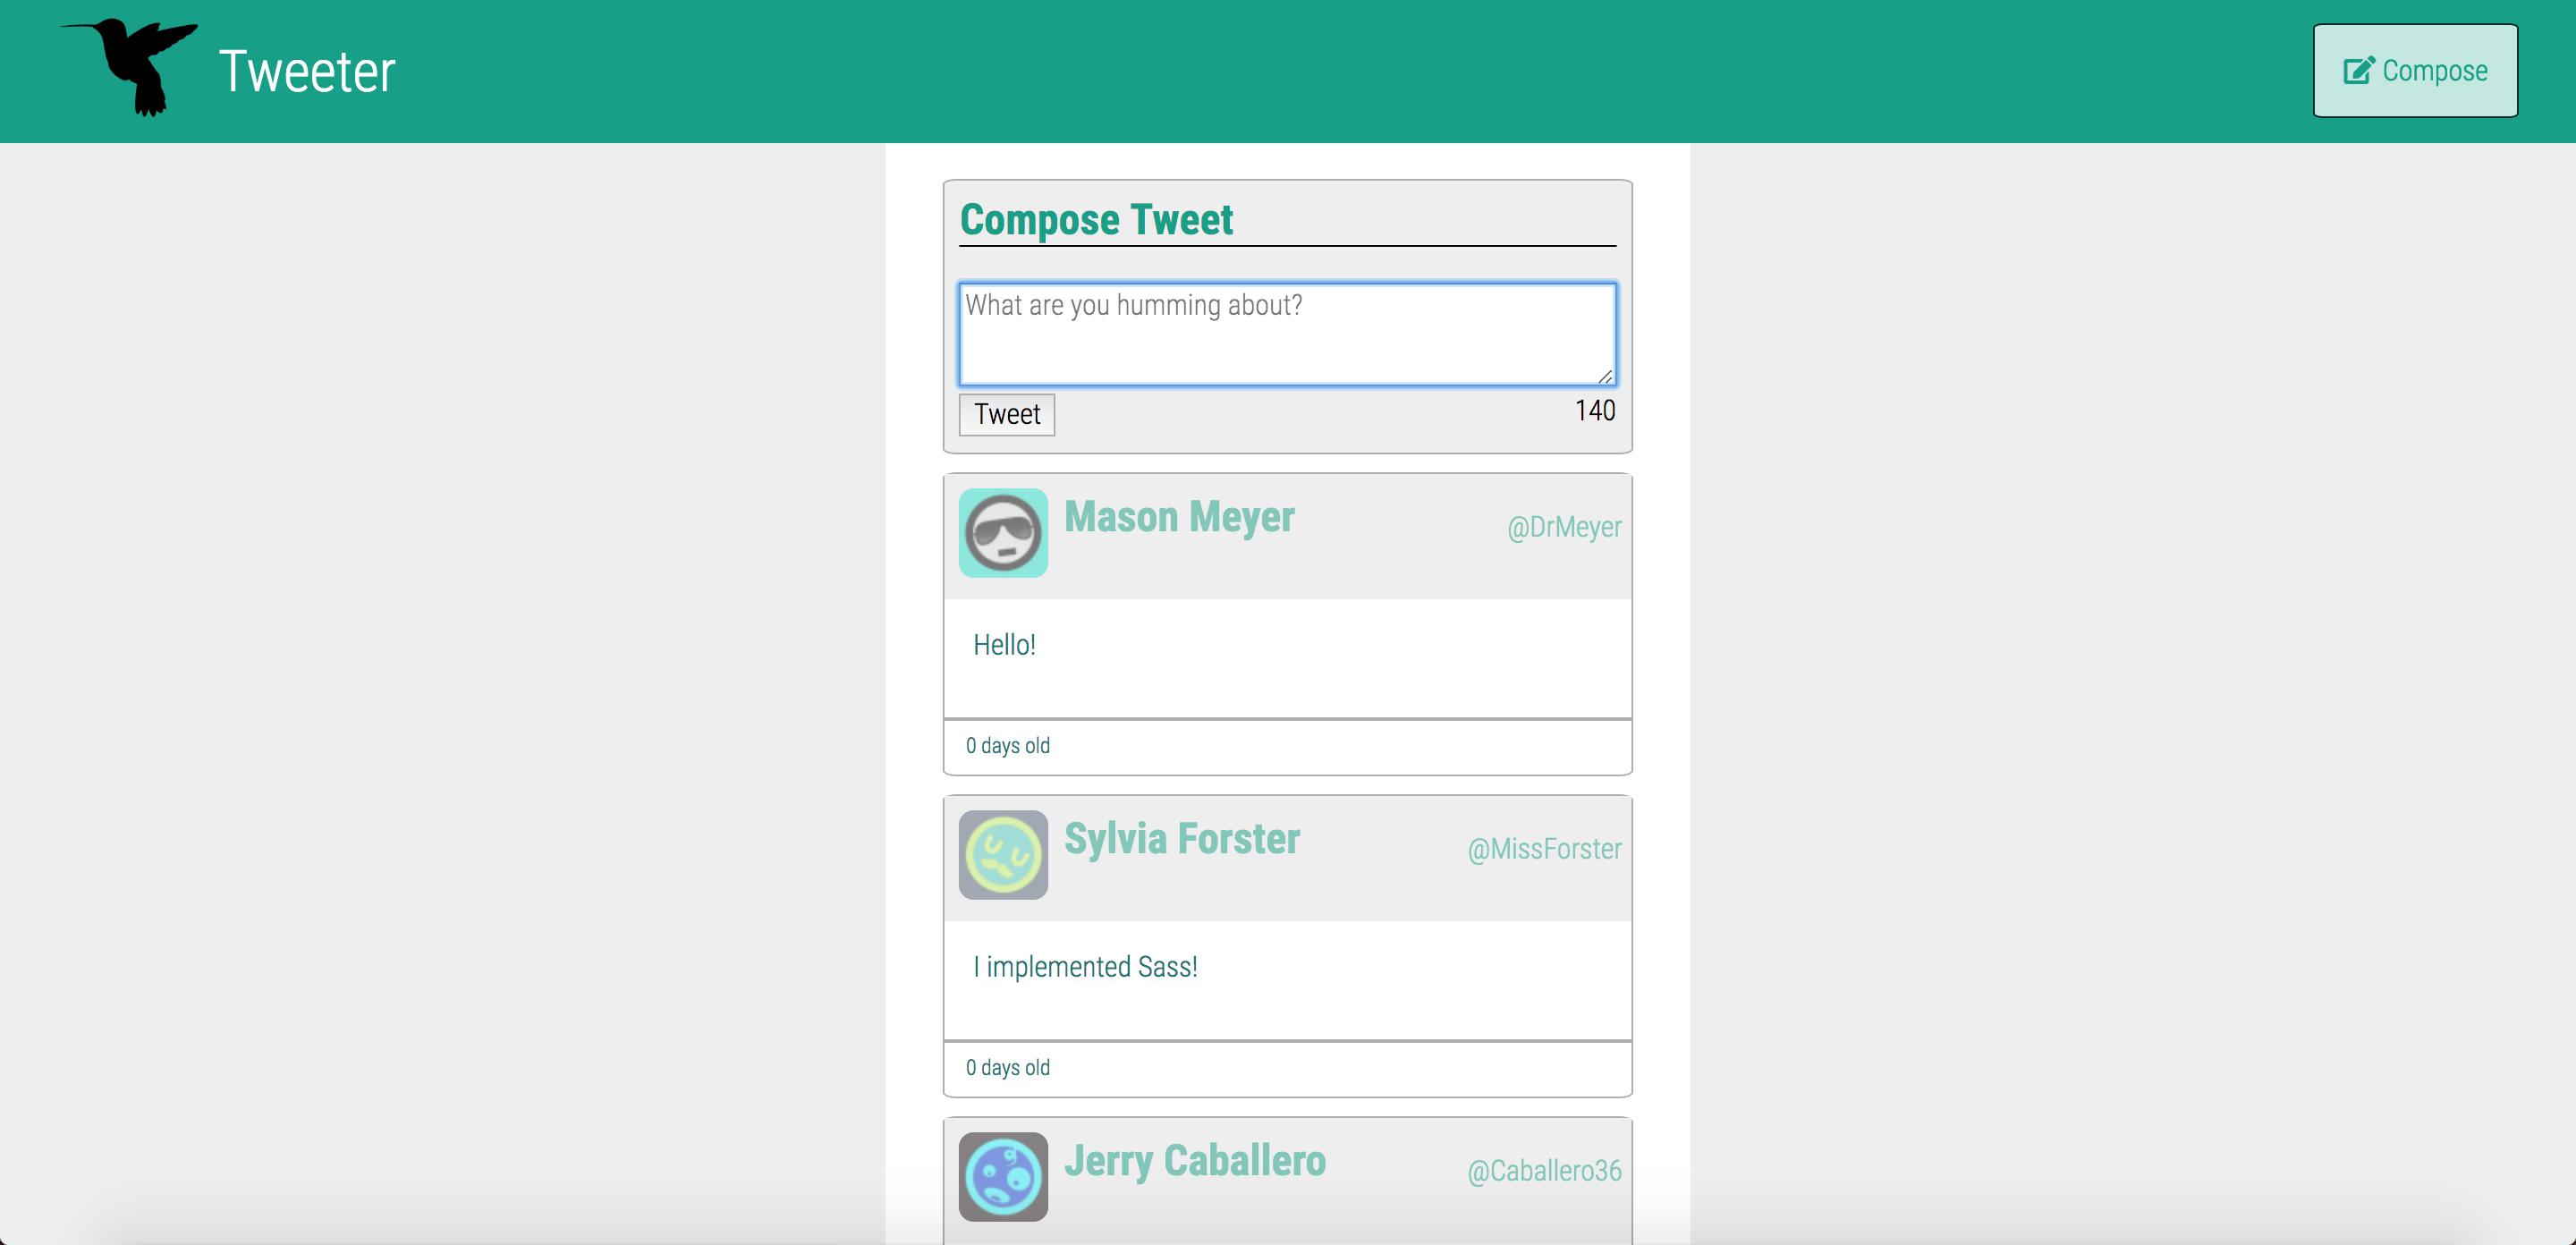 Tweeter
Compose
Compose Tweet
What are you humming about?
Tweet
140
Mason Meyer
@DrMeyer
Hello!
0 days old
Sylvia Forster
@MissForster
I implemented Sass!
0 days old
Jerry Caballero
@Caballero36